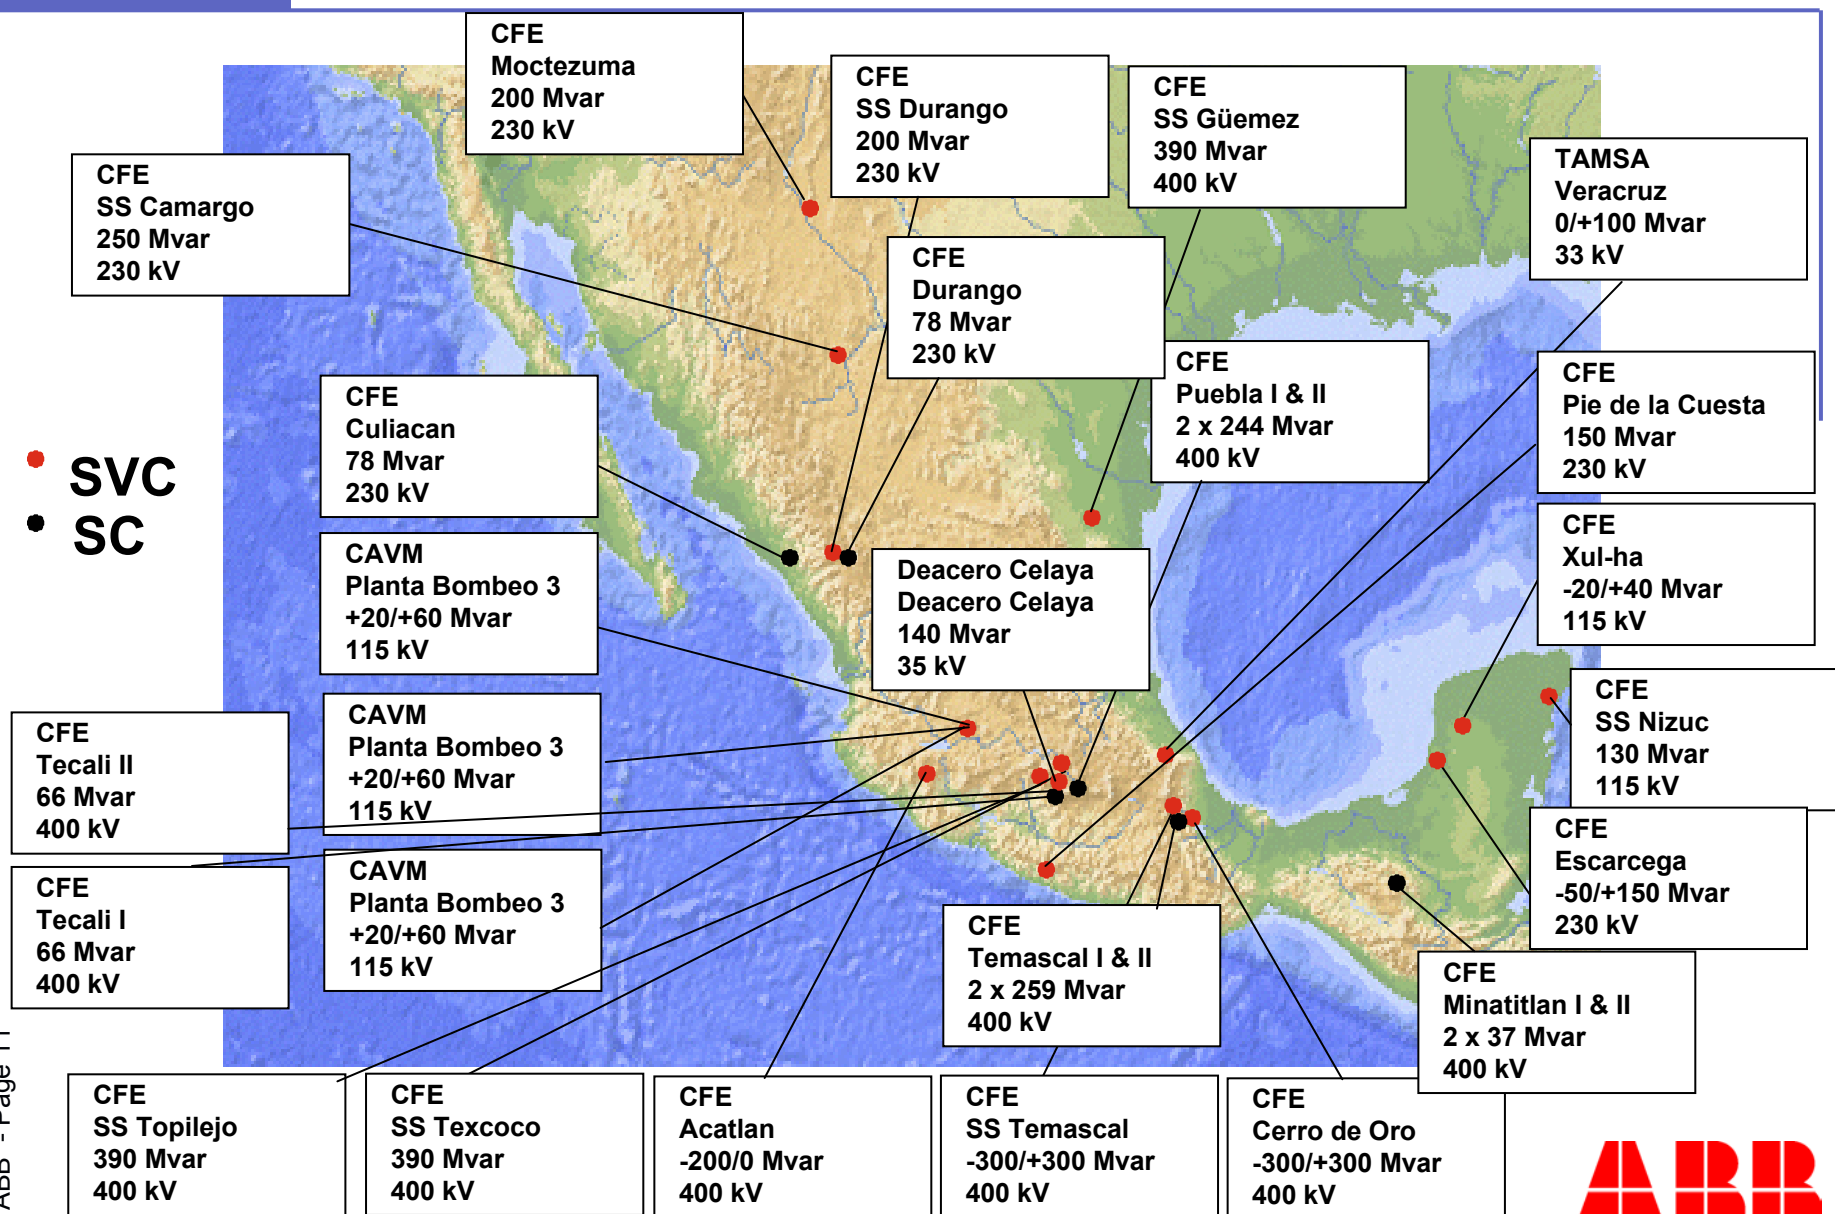 CFE
Moctezuma
200 Mvar
230 kV
CFE
SS Durango
200 Mvar
230 kV
CFE
SS Güemez
390 Mvar
400 kV
TAMSA
Veracruz
0/+100 Mvar
33 kV
CFE
SS Camargo
250 Mvar
230 kV
CFE
Durango
78 Mvar
230 kV
CFE
Puebla I & II
2 x 244 Mvar
400 kV
CFE
Pie de la Cuesta
150 Mvar
230 kV
CFE
Culiacan
78 Mvar
230 kV
SVC
SC
CFE
Xul-ha
-20/+40 Mvar
115 kV
CAVM
Planta Bombeo 3
+20/+60 Mvar
115 kV
Deacero Celaya
Deacero Celaya
140 Mvar
35 kV
CFE
SS Nizuc
130 Mvar
115 kV
CFE
Tecali II
66 Mvar
400 kV
CAVM
Planta Bombeo 3
+20/+60 Mvar
115 kV
CFE
Escarcega
-50/+150 Mvar
230 kV
CFE
Tecali I
66 Mvar
400 kV
CAVM
Planta Bombeo 3
+20/+60 Mvar
115 kV
CFE
Temascal I & II
2 x 259 Mvar
400 kV
CFE
Minatitlan I & II
2 x 37 Mvar
400 kV
CFE
SS Topilejo
390 Mvar
400 kV
CFE
SS Texcoco
390 Mvar
400 kV
CFE
Acatlan
-200/0 Mvar
400 kV
CFE
SS Temascal
-300/+300 Mvar
400 kV
CFE
Cerro de Oro
-300/+300 Mvar
400 kV
ABB - Page 11
ABB